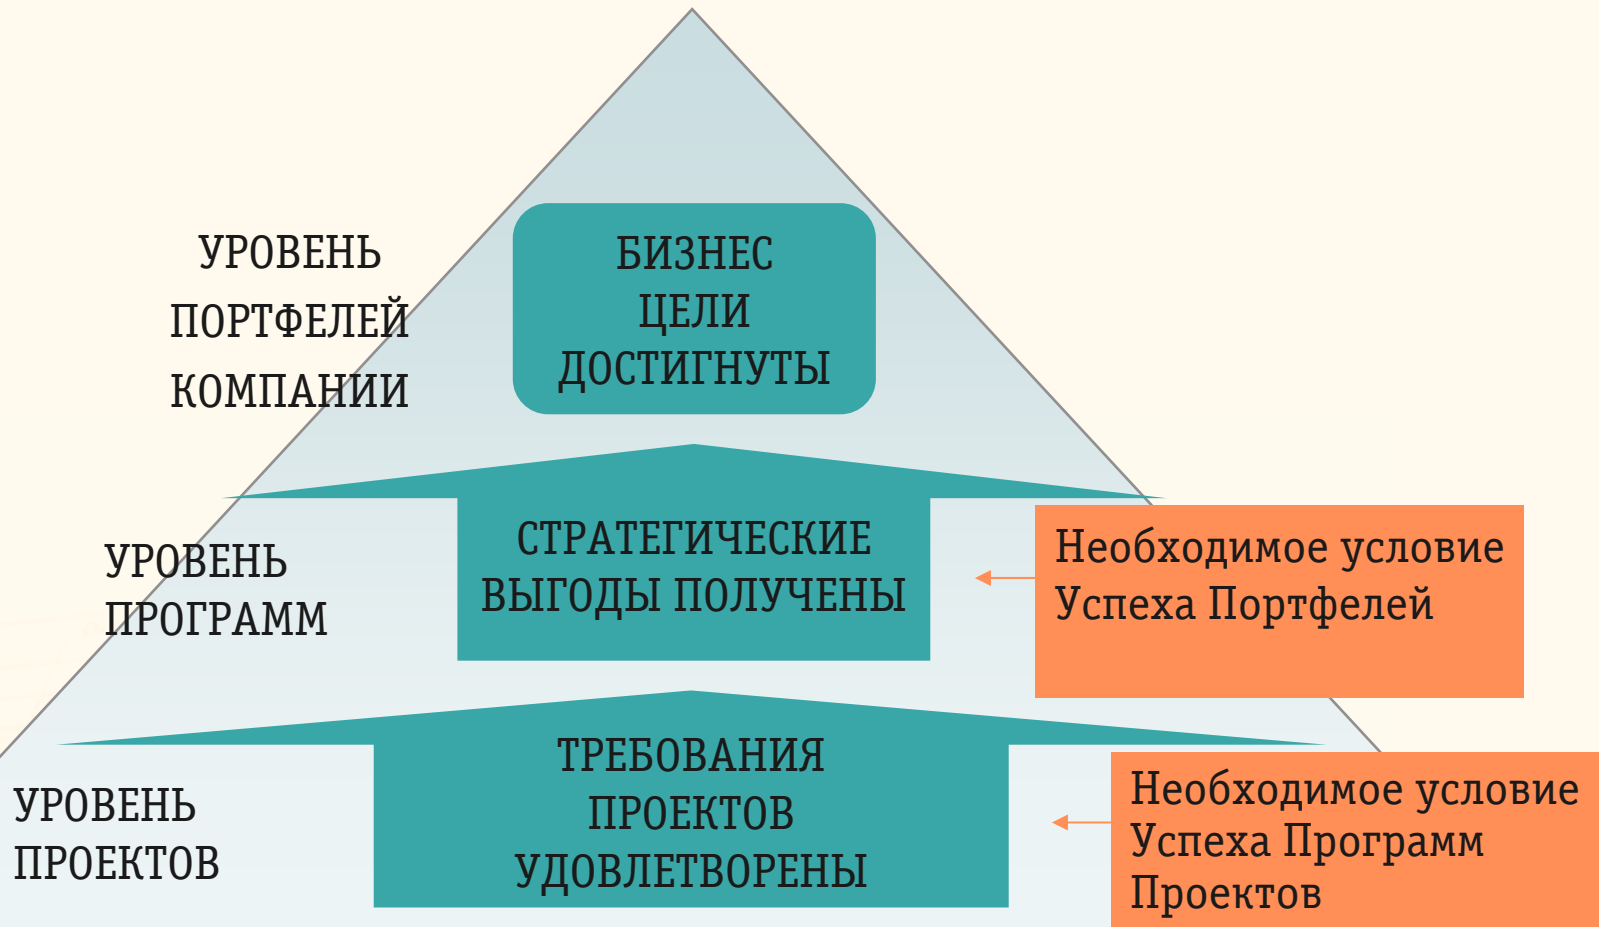 УРОВЕНЬ
ПОРТФЕЛЕЙ
КОМПАНИИ
БИЗНЕС
ЦЕЛИ
ДОСТИГНУТЫ
УРОВЕНЬ
ПРОГРАММ
СТРАТЕГИЧЕСКИЕ
ВЫГОДЫ ПОЛУЧЕНЫ
Необходимое условие
Успеха Портфелей
УРОВЕНЬ
ПРОЕКТОВ
ТРЕБОВАНИЯ
ПРОЕКТОВ
УДОВЛЕТВОРЕНЫ
Необходимое условие
Успеха Программ
Проектов